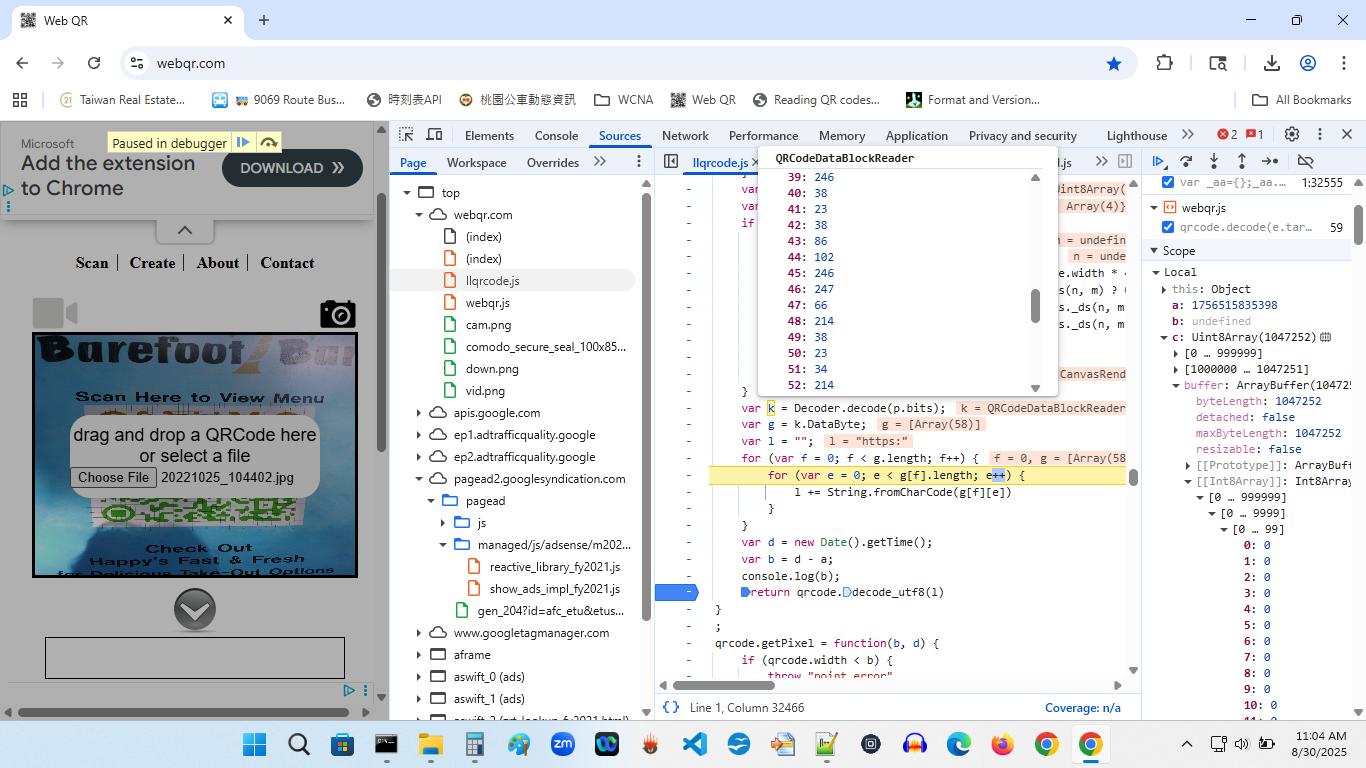 Web QR
webqr.com
Taiwan Real Estate...
9069 Route Bus...
時刻表API
桃園公車動態資訊
WCNA
Web QR
Reading QR codes...
Format and Version...
All Bookmarks
Microsoft
Add the extension
to Chrome
DOWNLOAD
Paused in debugger
Scan
Create
About
Contact
Barefoot Bar
Scan Here to View Menu
drag and drop a QRCode here
or select a file
Choose File 20221025_104402.jpg
Check Out
Happy's Fast & Fresh
for Delicious Take-Out Options
Elements
Console
Sources
Network
Performance
Memory
Application
Privacy and security
Lighthouse
2
1
Page
Workspace
Overrides
top
webqr.com
(index)
(index)
llqrcode.js
webqr.js
cam.png
comodo_secure_seal_100x85...
down.png
vid.png
apis.google.com
ep1.adtrafficquality.google
ep2.adtrafficquality.google
pagead2.googlesyndication.com
pagead
js
managed/js/adsense/m202...
reactive_library_fy2021.js
show_ads_impl_fy2021.js
gen_204?id=afc_etu&etus...
www.googletagmanager.com
aframe
aswift_0 (ads)
aswift_1 (ads)
llqrcode.js
QRCodeDataBlockReader
39: 246
40: 38
41: 23
42: 38
43: 86
44: 102
45: 246
46: 247
47: 66
48: 214
49: 38
50: 23
51: 34
52: 214
}
var k = Decoder.decode(p.bits); k = QRCodeDataBlockReader
var g = k.DataByte; g = [Array(58)]
var l = ""; l = "https:"
for (var f = 0; f < g.length; f++) { f = 0, g = [Array(58
for (var e = 0; e < g[f].length; e++) {
l += String.fromCharCode(g[f][e])
}
}
var d = new Date().getTime();
var b = d - a;
console.log(b);
return qrcode.decode_utf8(l)
}
;
qrcode.getPixel = function(b, d) {
if (qrcode.width < b) {
throw "point error"
{} Line 1, Column 32466
Coverage: n/a
var _aa={};_aa.... 1:32555
webqr.js
qrcode.decode(e.tar... 59
Scope
Local
this: Object
a: 1756515835398
b: undefined
c: Uint8Array(1047252)
[0 … 999999]
[1000000 … 1047251]
buffer: ArrayBuffer(104725
byteLength: 1047252
detached: false
maxByteLength: 1047252
resizable: false
[[Prototype]]: ArrayBuff
[[Int8Array]]: Int8Array
[0 … 999999]
[0 … 9999]
[0 … 99]
0: 0
1: 0
2: 0
3: 0
4: 0
5: 0
6: 0
7: 0
8: 0
9: 0
10: 0
11:04 AM
8/30/2025